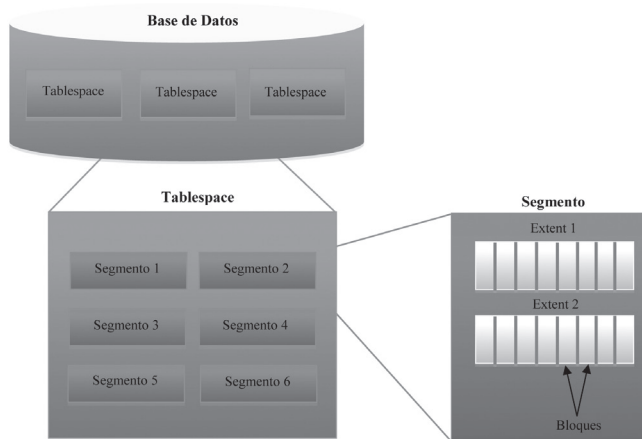 Base de Datos
Tablespace
Tablespace
Tablespace
Tablespace
Segmento 1
Segmento 2
Segmento 3
Segmento 4
Segmento 5
Segmento 6
Segmento
Extent 1
Extent 2
Bloques